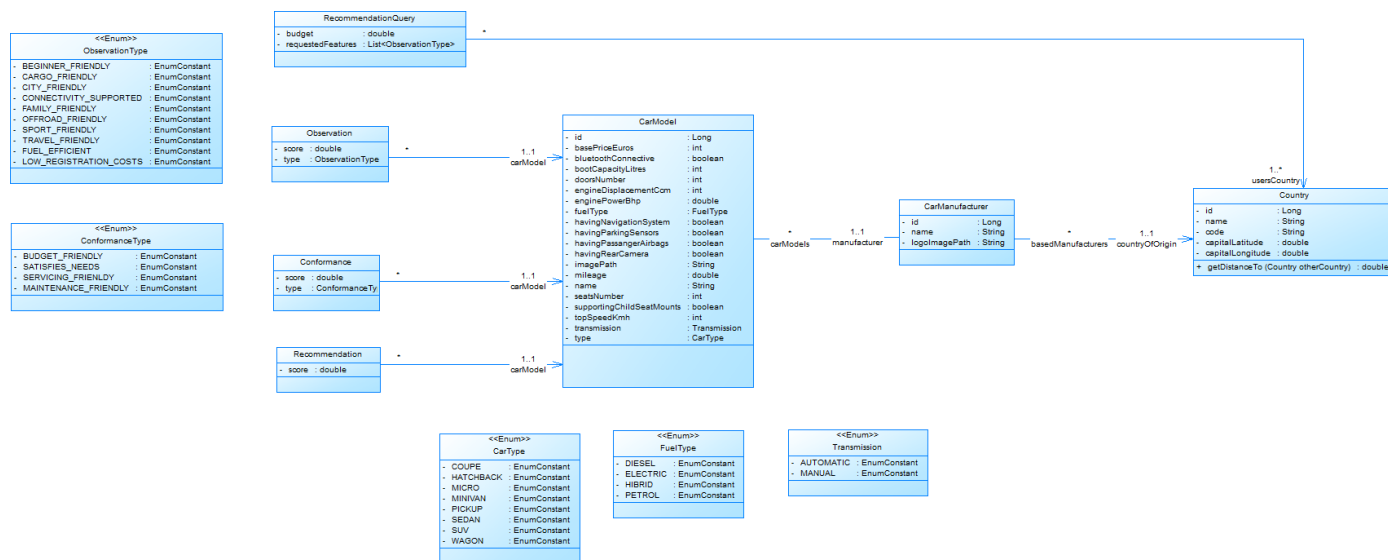 <<Enum>>
ObservationType
- BEGINNER_FRIENDLY : EnumConstant
- CARGO_FRIENDLY : EnumConstant
- CITY_FRIENDLY : EnumConstant
- CONNECTIVITY_SUPPORTED : EnumConstant
- FAMILY_FRIENDLY : EnumConstant
- OFFROAD_FRIENDLY : EnumConstant
- SPORT_FRIENDLY : EnumConstant
- TRAVEL_FRIENDLY : EnumConstant
- FUEL_EFFICIENT : EnumConstant
- LOW_REGISTRATION_COSTS : EnumConstant
<<Enum>>
ConformanceType
- BUDGET_FRIENDLY : EnumConstant
- SATISFIES_NEEDS : EnumConstant
- SERVICING_FRIENLDY : EnumConstant
- MAINTENANCE_FRIENDLY : EnumConstant
RecommendationQuery
- budget : double
- requestedFeatures : List<ObservationType>
*
1..*
usersCountry
Observation
- score : double
- type : ObservationType
*
1..1
carModel
Conformance
- score : double
- type : ConformanceTy
*
1..1
carModel
Recommendation
- score : double
*
1..1
carModel
CarModel
- id : Long
- basePriceEuros : int
- bluetoothConnective : boolean
- bootCapacityLitres : int
- doorsNumber : int
- engineDisplacementCcm : int
- enginePowerBhp : double
- fuelType : FuelType
- havingNavigationSystem : boolean
- havingParkingSensors : boolean
- havingPassangerAirbags : boolean
- havingRearCamera : boolean
- imagePath : String
- mileage : double
- name : String
- seatsNumber : int
- supportingChildSeatMounts : boolean
- topSpeedKmh : int
- transmission : Transmission
- type : CarType
*
carModels
1..1
manufacturer
CarManufacturer
- id : Long
- name : String
- logoImagePath : String
*
basedManufacturers
1..1
countryOfOrigin
Country
- id : Long
- name : String
- code : String
- capitalLatitude : double
- capitalLongitude : double
+ getDistanceTo (Country otherCountry) : double
<<Enum>>
CarType
- COUPE : EnumConstant
- HATCHBACK : EnumConstant
- MICRO : EnumConstant
- MINIVAN : EnumConstant
- PICKUP : EnumConstant
- SEDAN : EnumConstant
- SUV : EnumConstant
- WAGON : EnumConstant
<<Enum>>
FuelType
- DIESEL : EnumConstant
- ELECTRIC : EnumConstant
- HIBRID : EnumConstant
- PETROL : EnumConstant
<<Enum>>
Transmission
- AUTOMATIC : EnumConstant
- MANUAL : EnumConstant